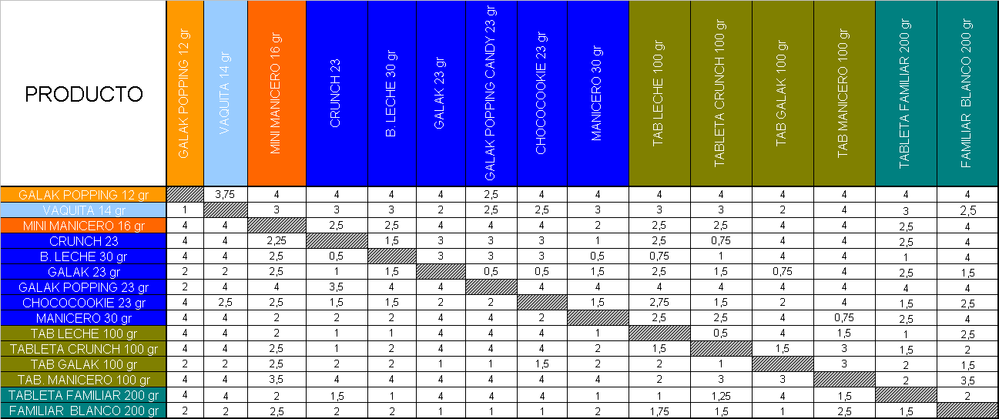 PRODUCTO GALAK POPPING 12 gr VAQUITA 14 gr MINI MANICERO 16 gr CRUNCH 23 B. LECHE 30 gr GALAK 23 gr GALAK POPPING CANDY 23 gr CHOCOCOOKIE 23 gr MANICERO 30 gr TAB LECHE 100 gr TABLETA CRUNCH 100 gr TAB GALAK 100 gr TAB MANICERO 100 gr TABLETA FAMILIAR 200 gr FAMILIAR BLANCO 200 gr
GALAK POPPING 12 gr 3,75 4 4 4 4 2,5 4 4 4 4 4 4 4 4
VAQUITA 14 gr 1 3 3 3 2 2,5 2,5 3 3 3 2 4 3 2,5
MINI MANICERO 16 gr 4 4 2,5 2,5 4 4 4 2 2,5 2,5 4 4 2,5 4
CRUNCH 23 4 4 2,25 1,5 3 3 3 1 2,5 0,75 4 4 2,5 4
B. LECHE 30 gr 4 4 2,5 0,5 3 3 3 0,5 0,75 1 4 4 1 4
GALAK 23 gr 2 2 2,5 1 1,5 0,5 0,5 1,5 2,5 1,5 0,75 4 2,5 1,5
GALAK POPPING 23 gr 2 4 4 3,5 4 4 4 4 4 4 4 4 4 4
CHOCOCOOKIE 23 gr 4 2,5 2,5 1,5 1,5 2 2 1,5 2,75 1,5 2 4 1,5 2,5
MANICERO 30 gr 4 4 2 2 2 4 4 2 2,5 2,5 4 0,75 2,5 4
TAB LECHE 100 gr 4 4 2 1 1 4 4 4 1 0,5 4 1,5 1 2,5
TABLETA CRUNCH 100 gr 4 4 2,5 1 2 4 4 4 2 1,5 1,5 3 1,5 2
TAB GALAK 100 gr 2 2 2,5 2 2 1 1 1,5 2 2 1 3 2 1,5
TAB. MANICERO 100 gr 4 4 3,5 4 4 4 4 4 4 2 3 3 2 3,5
TABLETA FAMILIAR 200 gr 4 4 2 1,5 1 4 4 4 1 1 1,25 4 1,5 2
FAMILIAR BLANCO 200 gr 2 2 2,5 2 2 1 1 1 2 1,75 1,5 1 2,5 1,5